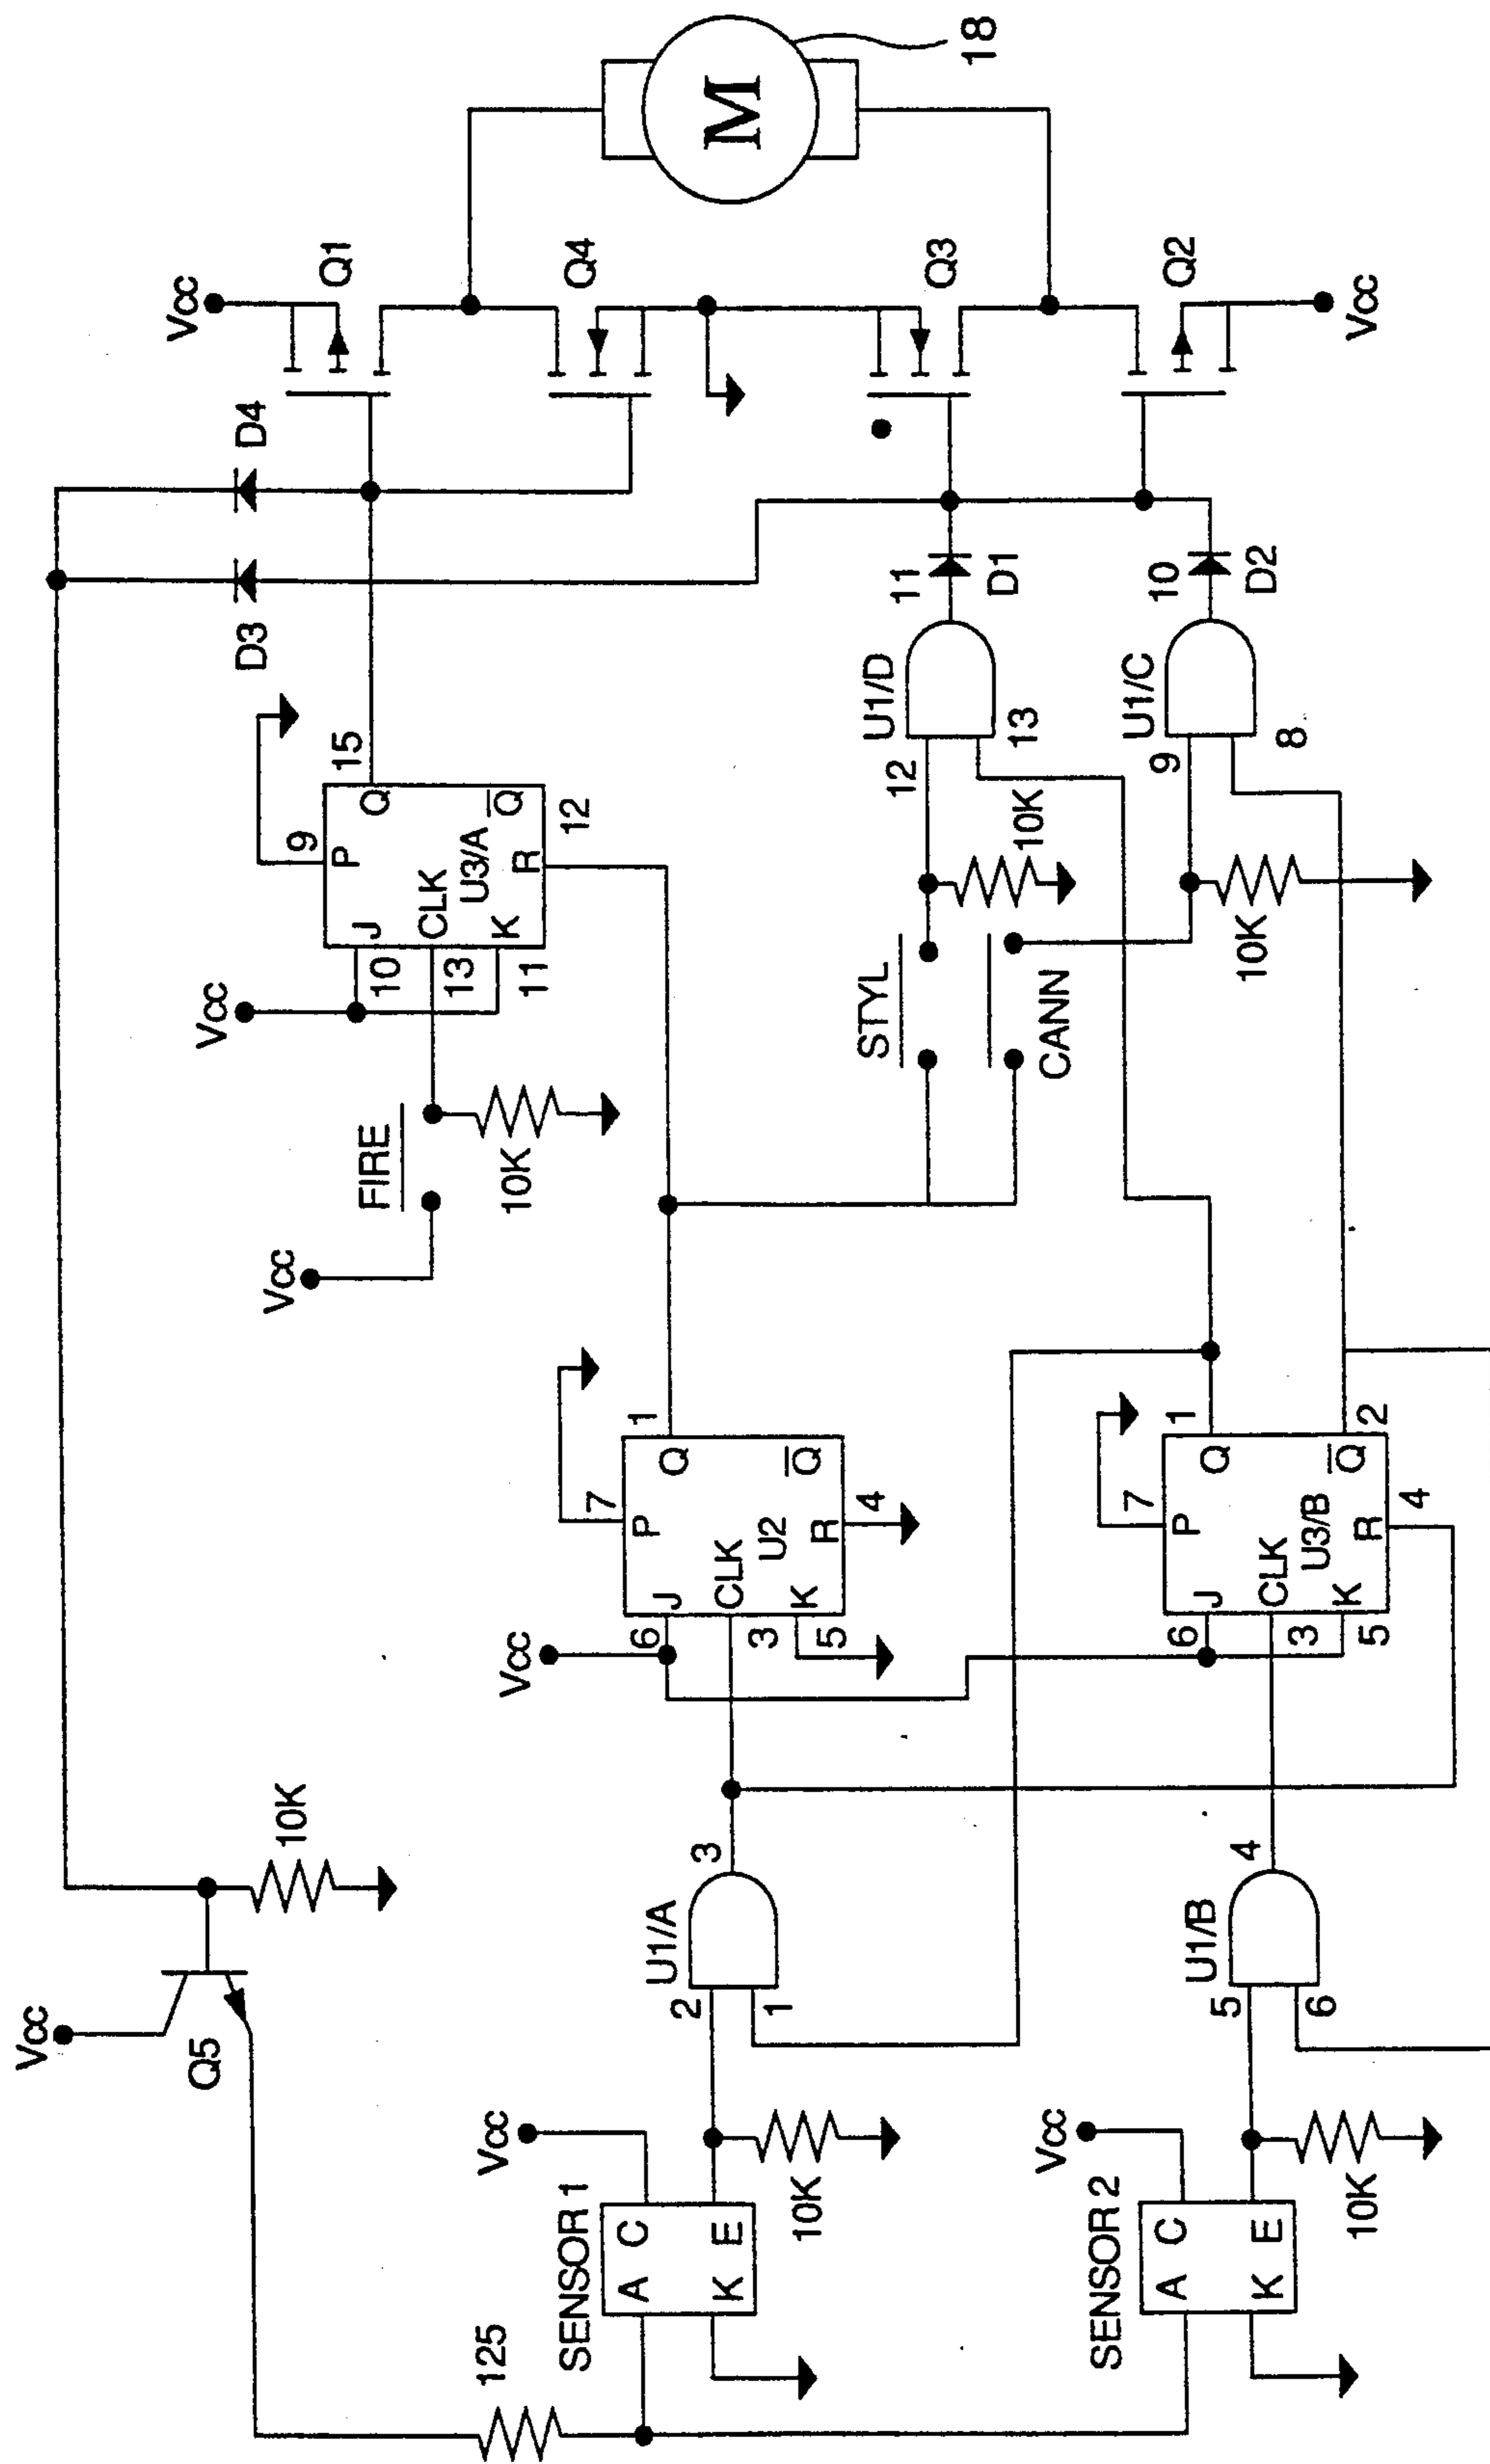 Vcc
Q5
10K
125
SENSOR 1
A C
K E
Vcc
10K
SENSOR 2
A C
K E
Vcc
10K
U1/A
2
1
3
U1/B
5
6
4
Vcc
6
3
5
7
1
4
J
P
Q
CLK
U2
K
R
Q
6
3
5
7
1
2
4
J
P
Q
CLK
U3/B
K
R
Q
Vcc
FIRE
10K
Vcc
10
13
11
9
15
12
J
P
Q
CLK
U3/A
K
R
Q
STYL
CANN
10K
10K
12
13
U1/D
11
D1
9
8
U1/C
10
D2
D3
D4
Vcc
Q1
Q4
Q3
Q2
Vcc
M
18